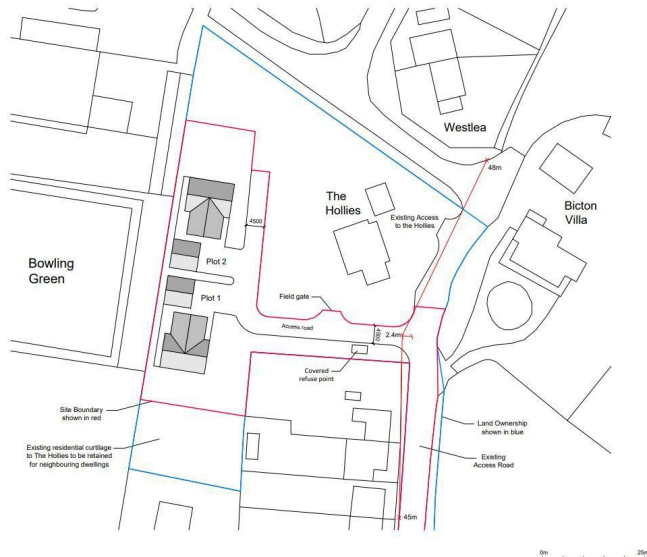 Westlea
48m
The
Hollies
Existing Access
to the Hollies
Bicton
Villa
4500
Bowling
Green
Plot 2
Plot 1
Field gate
Access road
4500
2.4m
Covered
refuse point
Site Boundary
shown in red
Land Ownership
shown in blue
Existing residential curtilage
to The Hollies to be retained
for neighbouring dwellings
Existing
Access Road
45m
0m
25m